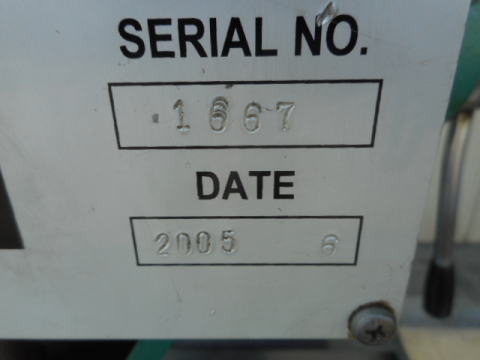 SERIAL NO.
1667
DATE
2005 6